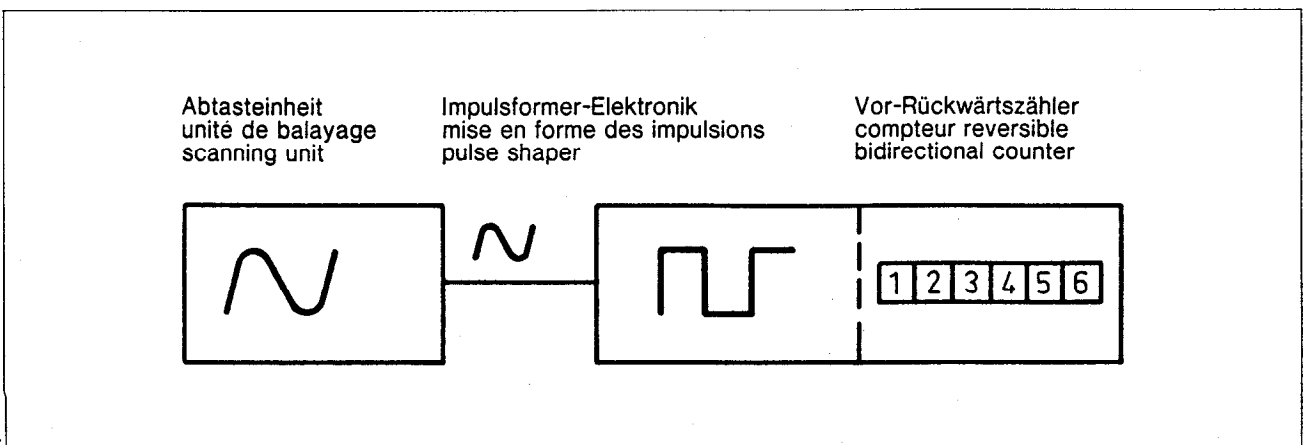 Abtasteinheit
unité de balayage
scanning unit
Impulsformer-Elektronik
mise en forme des impulsions
pulse shaper
Vor-Rückwärtszähler
compteur reversible
bidirectional counter
1 2 3 4 5 6